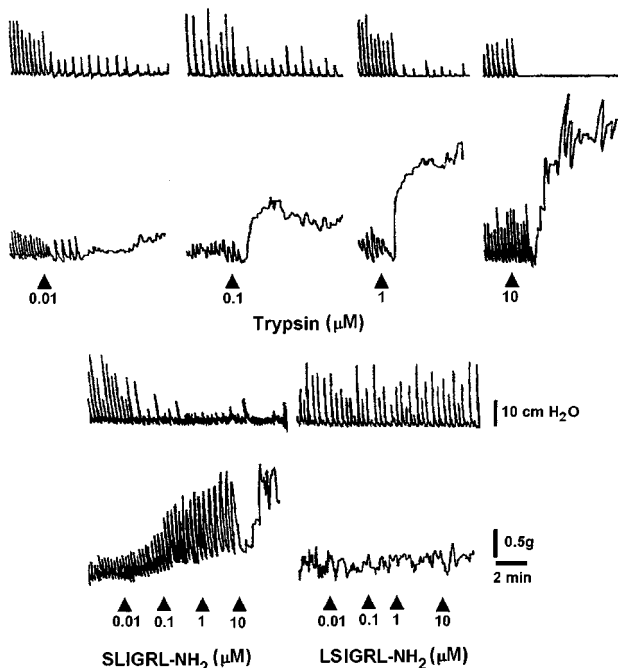 0.01 0.1 1 10
Trypsin (μM)
10 cm H₂O
0.5g
2 min
0.01 0.1 1 10 0.01 0.1 1 10
SLIGRL-NH₂ (μM) LSIGRL-NH₂ (μM)